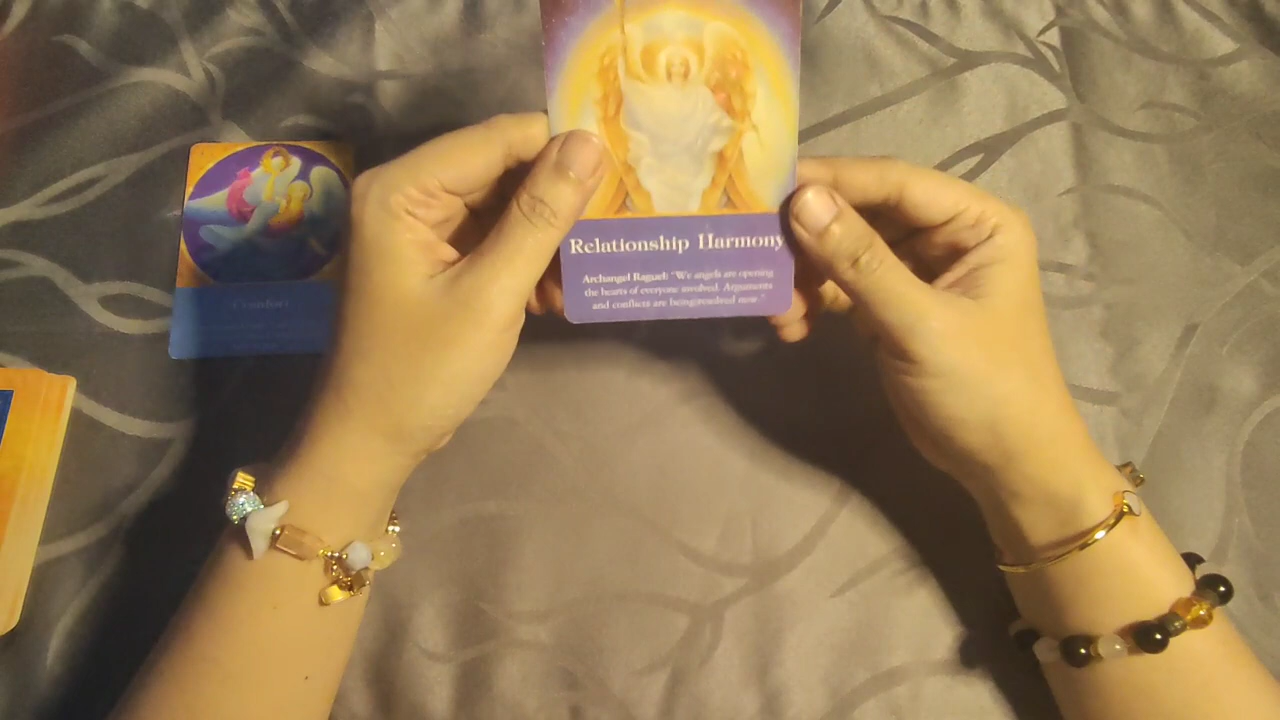 Comfort
Relationship Harmony
Archangel Raguel: "We angels are opening
the hearts of everyone involved. Arguments
and conflicts are being resolved now."